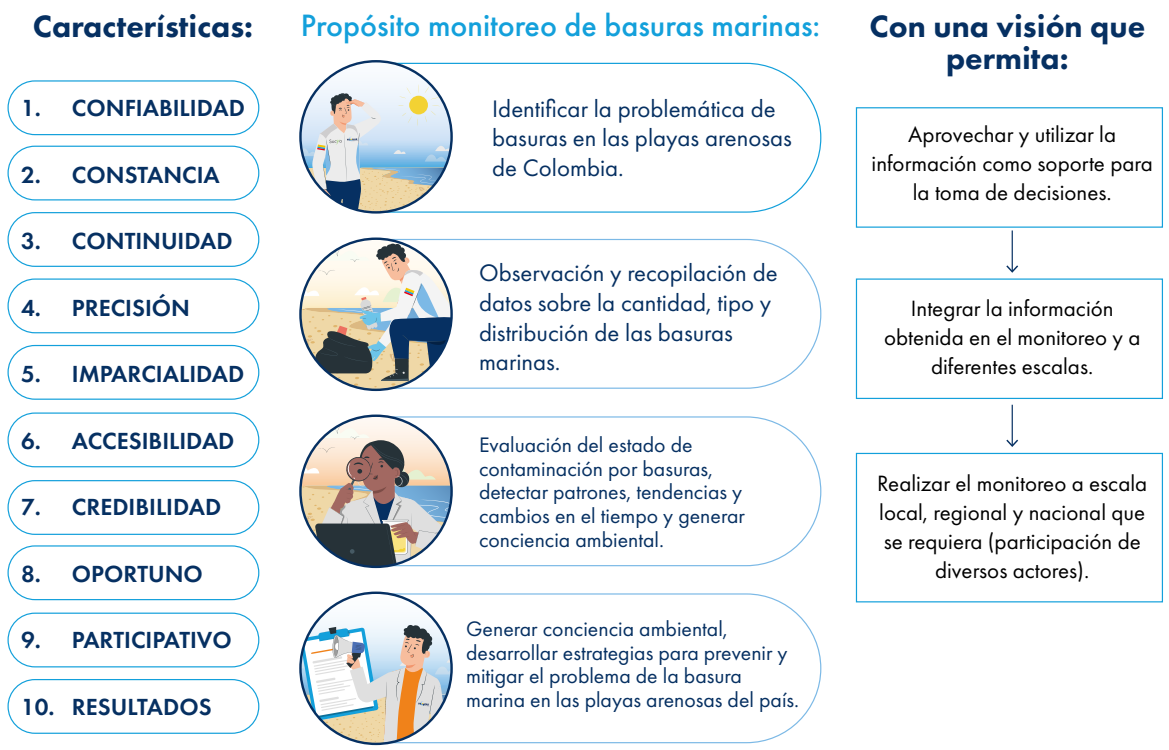 Características:
1. CONFIABILIDAD
2. CONSTANCIA
3. CONTINUIDAD
4. PRECISIÓN
5. IMPARCIALIDAD
6. ACCESIBILIDAD
7. CREDIBILIDAD
8. OPORTUNO
9. PARTICIPATIVO
10. RESULTADOS
Propósito monitoreo de basuras marinas:
Identificar la problemática de
basuras en las playas arenosas
de Colombia.
Observación y recopilación de
datos sobre la cantidad, tipo y
distribución de las basuras
marinas.
Evaluación del estado de
contaminación por basuras,
detectar patrones, tendencias y
cambios en el tiempo y generar
conciencia ambiental.
Generar conciencia ambiental,
desarrollar estrategias para prevenir y
mitigar el problema de la basura
marina en las playas arenosas del país.
Con una visión que
permita:
Aprovechar y utilizar la
información como soporte para
la toma de decisiones.
Integrar la información
obtenida en el monitoreo y a
diferentes escalas.
Realizar el monitoreo a escala
local, regional y nacional que
se requiera (participación de
diversos actores).